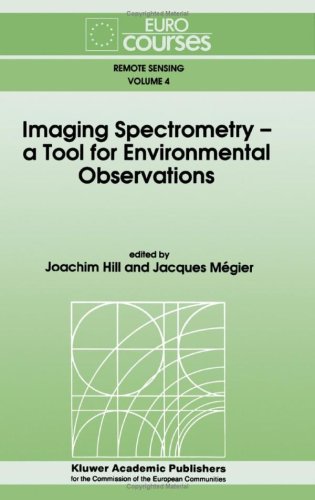 EURO
courses
REMOTE SENSING
VOLUME 4
Imaging Spectrometry –
a Tool for Environmental
Observations
edited by
Joachim Hill and Jacques Mégier
Kluwer Academic Publishers
for the Commission of the European Communities